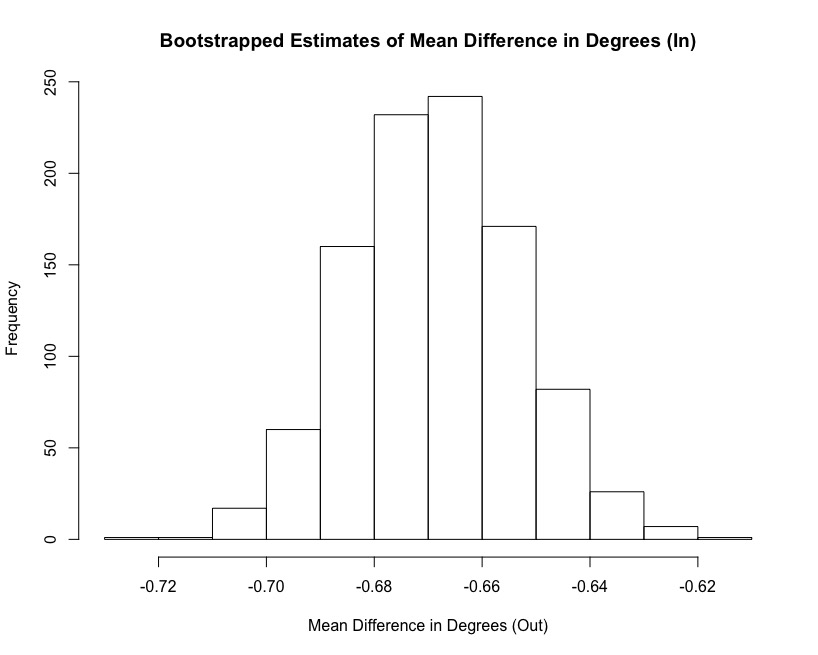 Bootstrapped Estimates of Mean Difference in Degrees (In)
250
200
150
100
50
0
Frequency
-0.72 -0.70 -0.68 -0.66 -0.64 -0.62
Mean Difference in Degrees (Out)